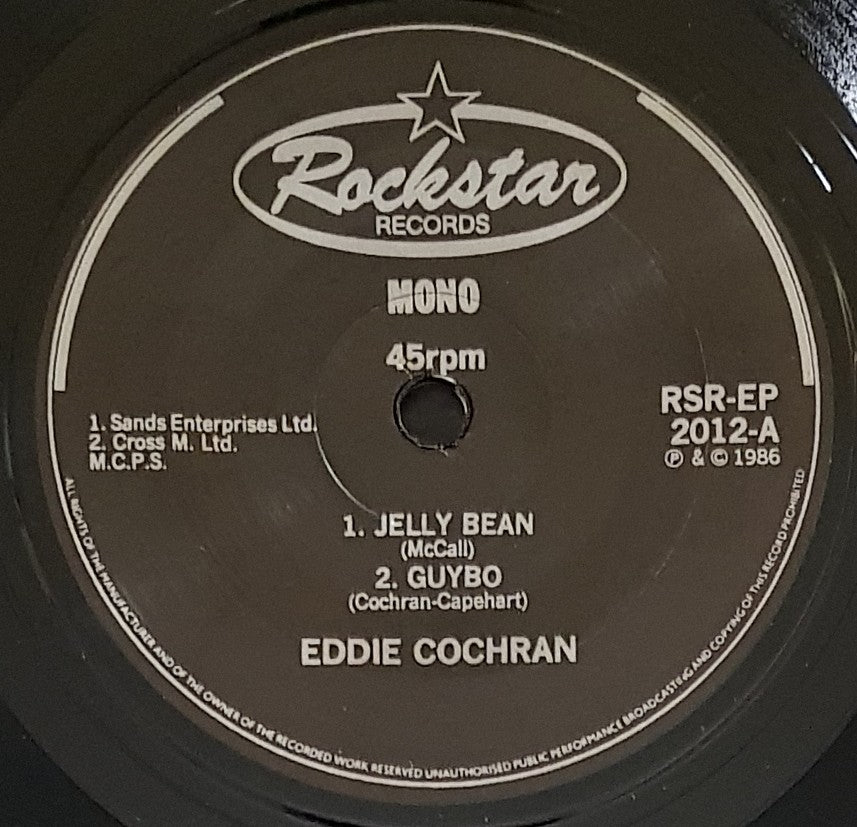 Rockstar
RECORDS
MONO
45rpm
1. Sands Enterprises Ltd.
2. Cross M. Ltd.
M.C.P.S.
RSR-EP
2012-A
℗ & © 1986
1. JELLY BEAN
(McCall)
2. GUYBO
(Cochran-Capehart)
EDDIE COCHRAN
ALL RIGHTS OF THE MANUFACTURER AND OF THE OWNER OF THE RECORDED WORK RESERVED UNAUTHORISED PUBLIC PERFORMANCE BROADCASTING AND COPYING OF THIS RECORD PROHIBITED